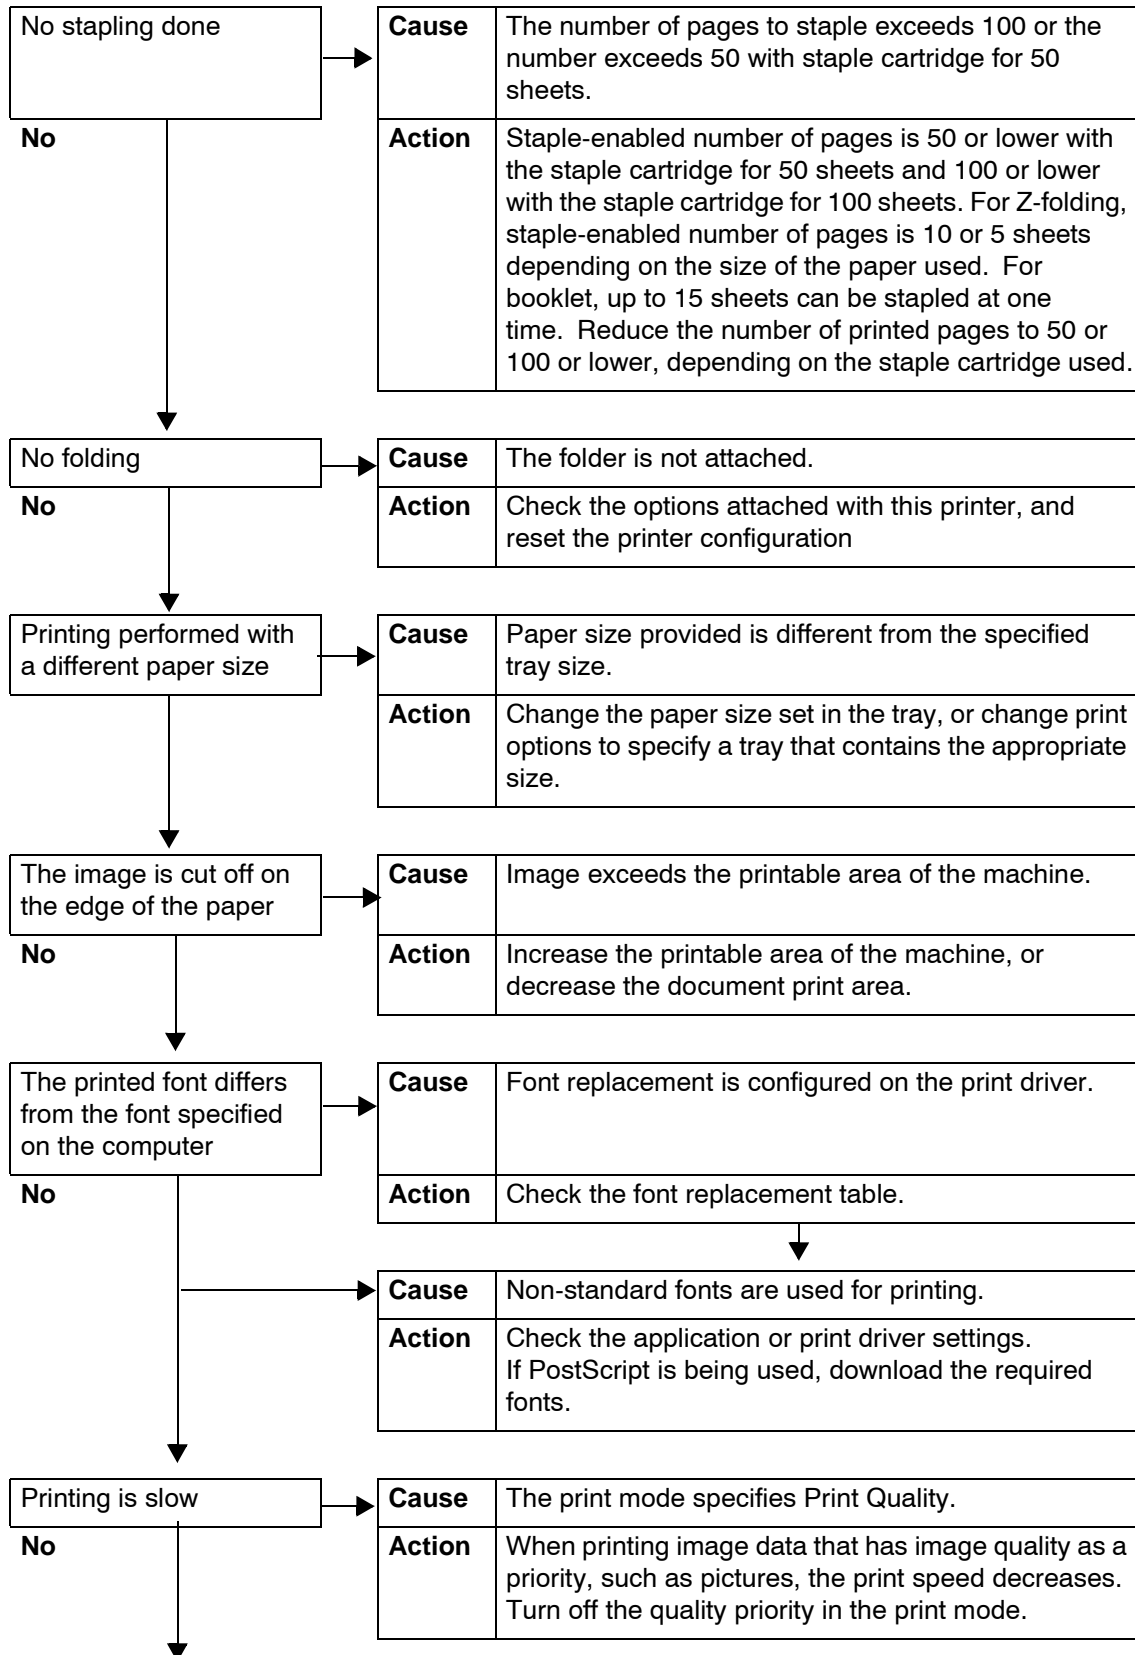 No stapling done
Cause
The number of pages to staple exceeds 100 or the
number exceeds 50 with staple cartridge for 50
sheets.
No
Action
Staple-enabled number of pages is 50 or lower with
the staple cartridge for 50 sheets and 100 or lower
with the staple cartridge for 100 sheets. For Z-folding,
staple-enabled number of pages is 10 or 5 sheets
depending on the size of the paper used.  For
booklet, up to 15 sheets can be stapled at one
time.  Reduce the number of printed pages to 50 or
100 or lower, depending on the staple cartridge used.
No folding
Cause
The folder is not attached.
No
Action
Check the options attached with this printer, and
reset the printer configuration
Printing performed with
a different paper size
Cause
Paper size provided is different from the specified
tray size.
Action
Change the paper size set in the tray, or change print
options to specify a tray that contains the appropriate
size.
The image is cut off on
the edge of the paper
Cause
Image exceeds the printable area of the machine.
No
Action
Increase the printable area of the machine, or
decrease the document print area.
The printed font differs
from the font specified
on the computer
Cause
Font replacement is configured on the print driver.
No
Action
Check the font replacement table.
Cause
Non-standard fonts are used for printing.
Action
Check the application or print driver settings.
If PostScript is being used, download the required
fonts.
Printing is slow
Cause
The print mode specifies Print Quality.
No
Action
When printing image data that has image quality as a
priority, such as pictures, the print speed decreases.
Turn off the quality priority in the print mode.